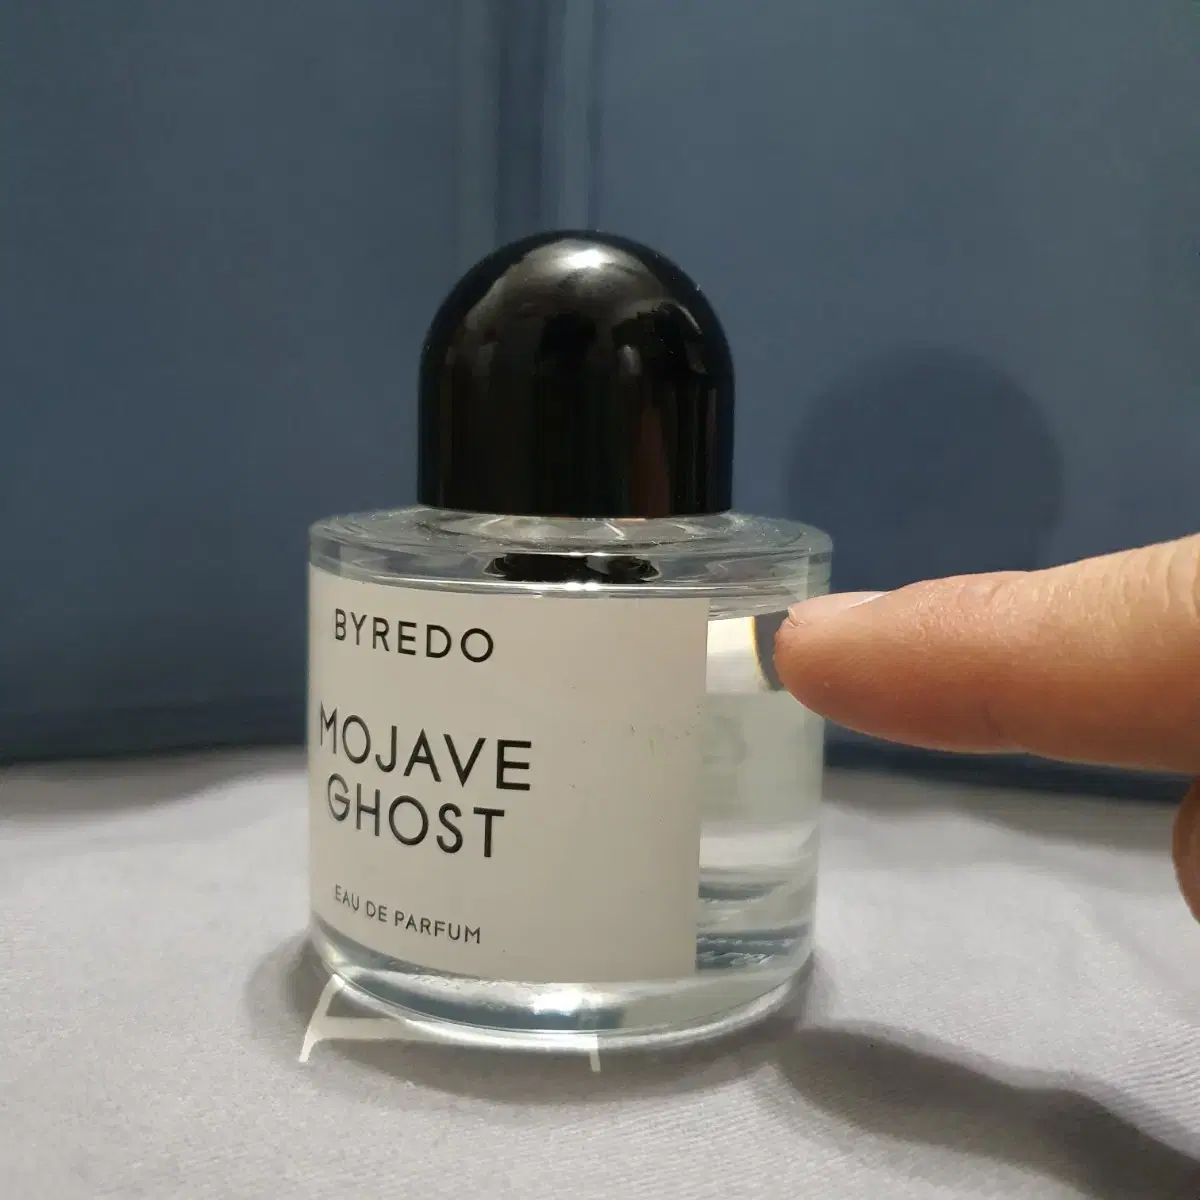 BYREDO
MOJAVE
GHOST
EAU DE PARFUM